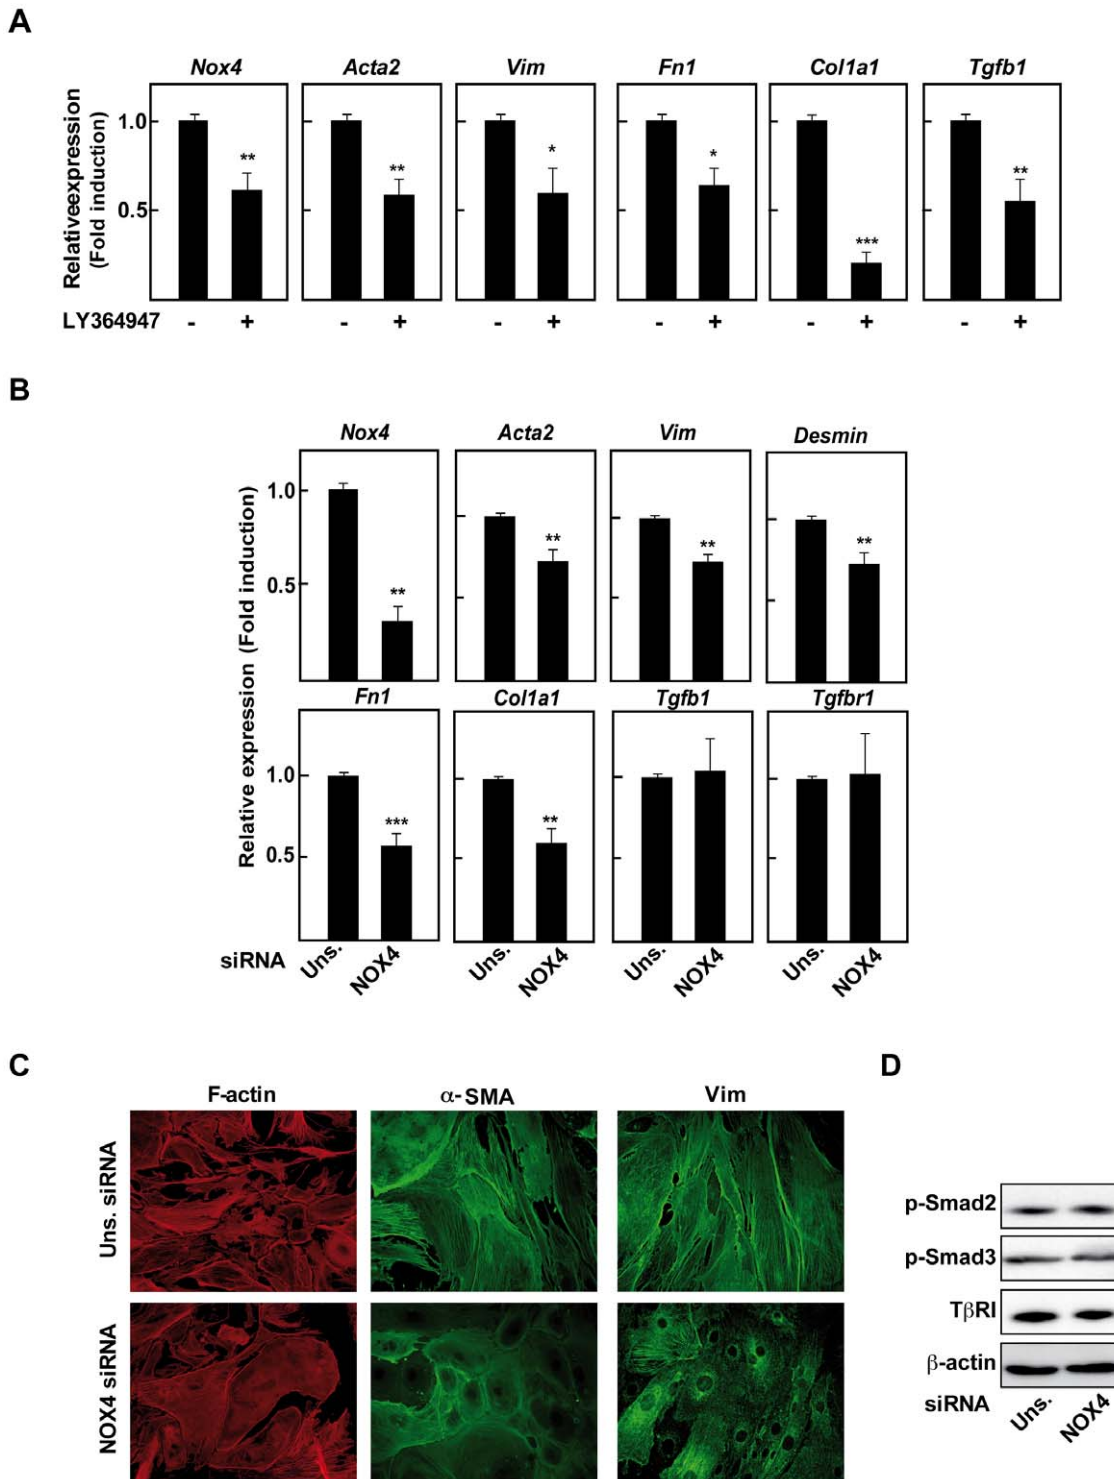 A
Nox4 Acta2 Vim Fn1 Col1a1 Tgfb1
Relative expression
(Fold induction)
1.0
0.5
** ** * * *** **
LY364947 - + - + - + - + - + - +
B
Nox4 Acta2 Vim Desmin
Relative expression (Fold induction)
1.0
0.5
** ** ** **
Fn1 Col1a1 Tgfb1 Tgfbr1
1.0
0.5
*** **
siRNA Uns. NOX4 Uns. NOX4 Uns. NOX4 Uns. NOX4
C
F-actin α-SMA Vim
Uns. siRNA
NOX4 siRNA
D
p-Smad2
p-Smad3
TβRI
β-actin
siRNA Uns. NOX4